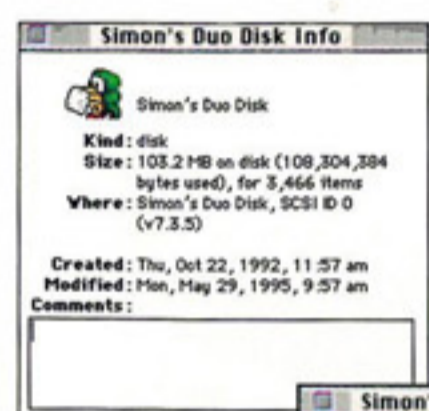 Simon's Duo Disk Info
Simon's Duo Disk
Kind: disk
Size: 103.2 MB on disk (108,304,384
bytes used), for 3,466 items
Where: Simon's Duo Disk, SCSI ID 0
(v7.3.5)
Created: Thu, Oct 22, 1992, 11:57 am
Modified: Mon, May 29, 1995, 9:57 am
Comments:
Simon'